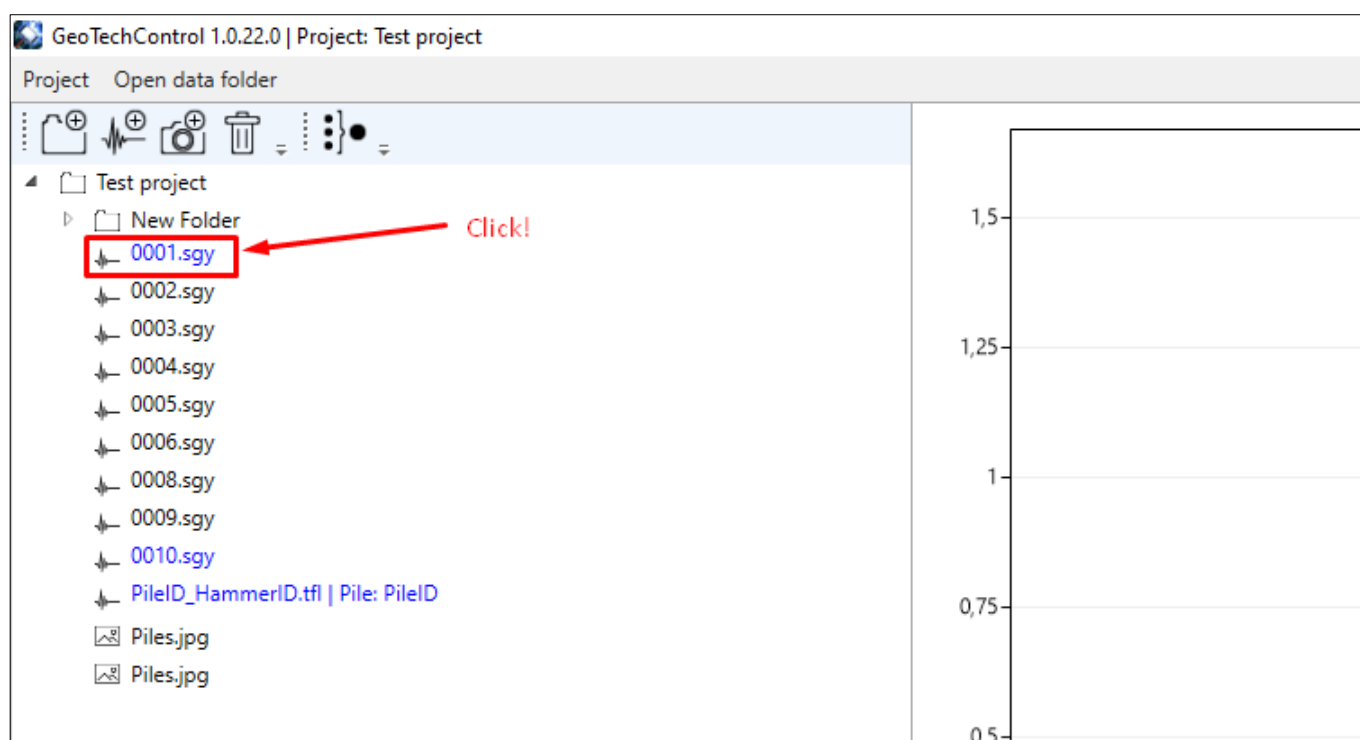 GeoTechControl 1.0.22.0 | Project: Test project
Project Open data folder
Test project
New Folder
Click!
0001.sgy
0002.sgy
0003.sgy
0004.sgy
0005.sgy
0006.sgy
0008.sgy
0009.sgy
0010.sgy
PileID_HammerID.tfl | Pile: PileID
Piles.jpg
Piles.jpg
1,5
1,25
1
0,75
0,5